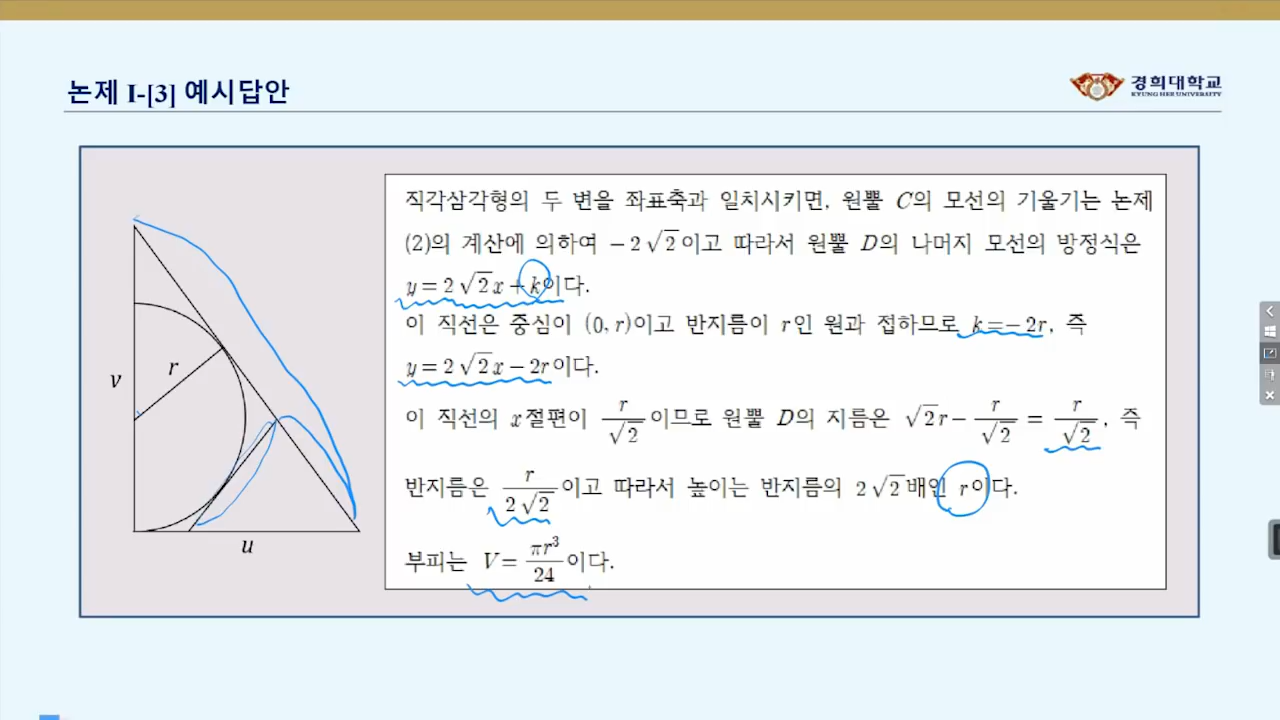 논제 I-[3] 예시답안
경희대학교
KYUNG HEE UNIVERSITY
직각삼각형의 두 변을 좌표축과 일치시키면, 원뿔 C의 모선의 기울기는 논제
(2)의 계산에 의하여 −2√2이고 따라서 원뿔 D의 나머지 모선의 방정식은
y=2√2x+k이다.
이 직선은 중심이 (0, r)이고 반지름이 r인 원과 접하므로 k=−2r, 즉
y=2√2x−2r이다.
이 직선의 x절편이 r/√2이므로 원뿔 D의 지름은 √2r−r/√2=r/√2, 즉
반지름은 r/2√2이고 따라서 높이는 반지름의 2√2배인 r이다.
부피는 V=πr³/24이다.
v
r
u